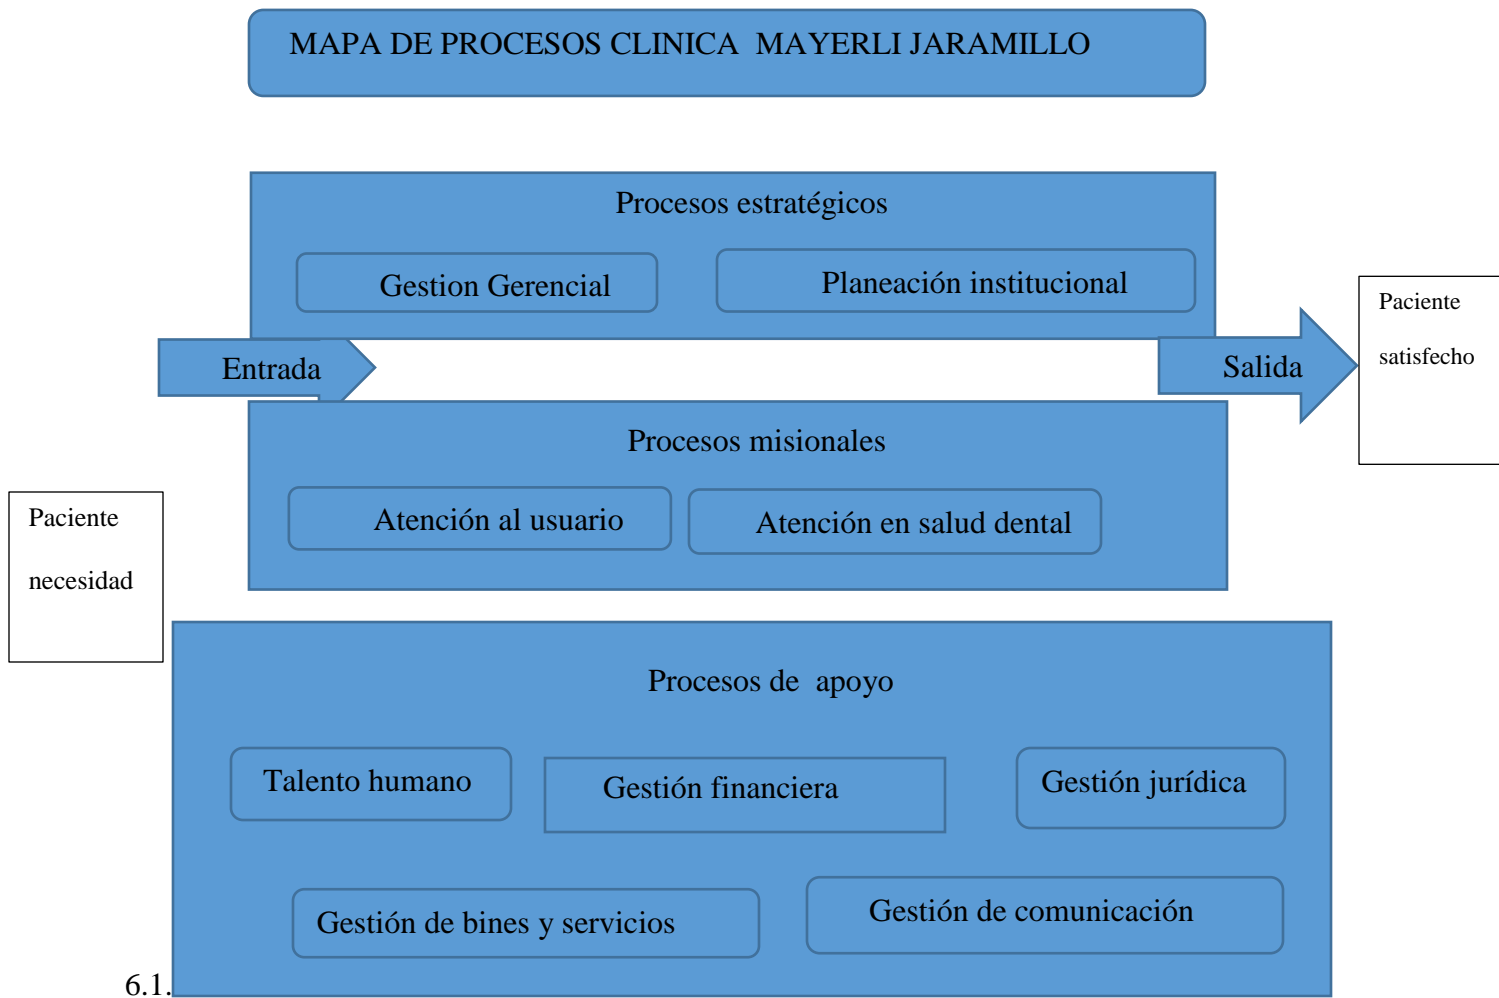 MAPA DE PROCESOS CLINICA  MAYERLI JARAMILLO
Procesos estratégicos
Gestion Gerencial
Planeación institucional
Entrada
Salida
Paciente
satisfecho
Procesos misionales
Atención al usuario
Atención en salud dental
Paciente
necesidad
Procesos de  apoyo
Talento humano
Gestión financiera
Gestión jurídica
Gestión de bines y servicios
Gestión de comunicación
6.1.